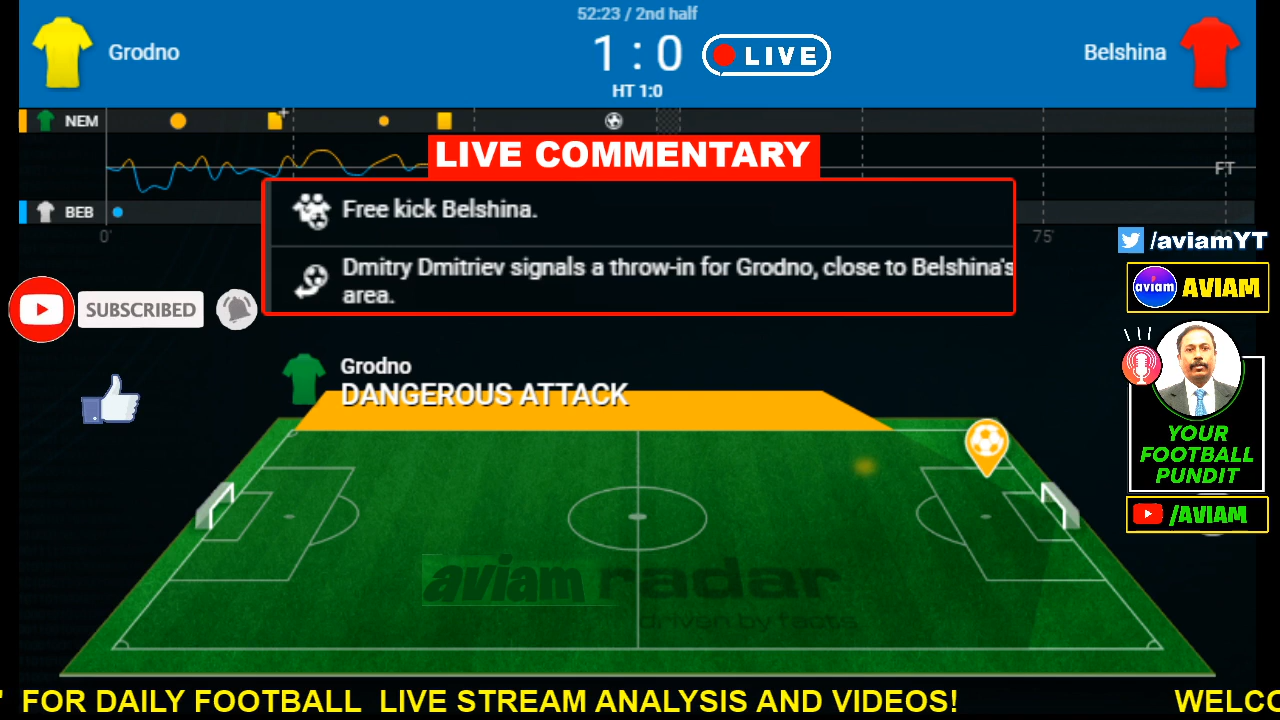 52:23 / 2nd half
Grodno
1 : 0
LIVE
Belshina
HT 1:0
NEM
LIVE COMMENTARY
FT
Free kick Belshina.
BEB
0'
75'
/aviamYT
Dmitry Dmitriev signals a throw-in for Grodno, close to Belshina's
area.
aviam
AVIAM
SUBSCRIBED
Grodno
DANGEROUS ATTACK
YOUR
FOOTBALL
PUNDIT
/AVIAM
aviam radar
driven by facts
FOR DAILY FOOTBALL LIVE STREAM ANALYSIS AND VIDEOS!
WELCO